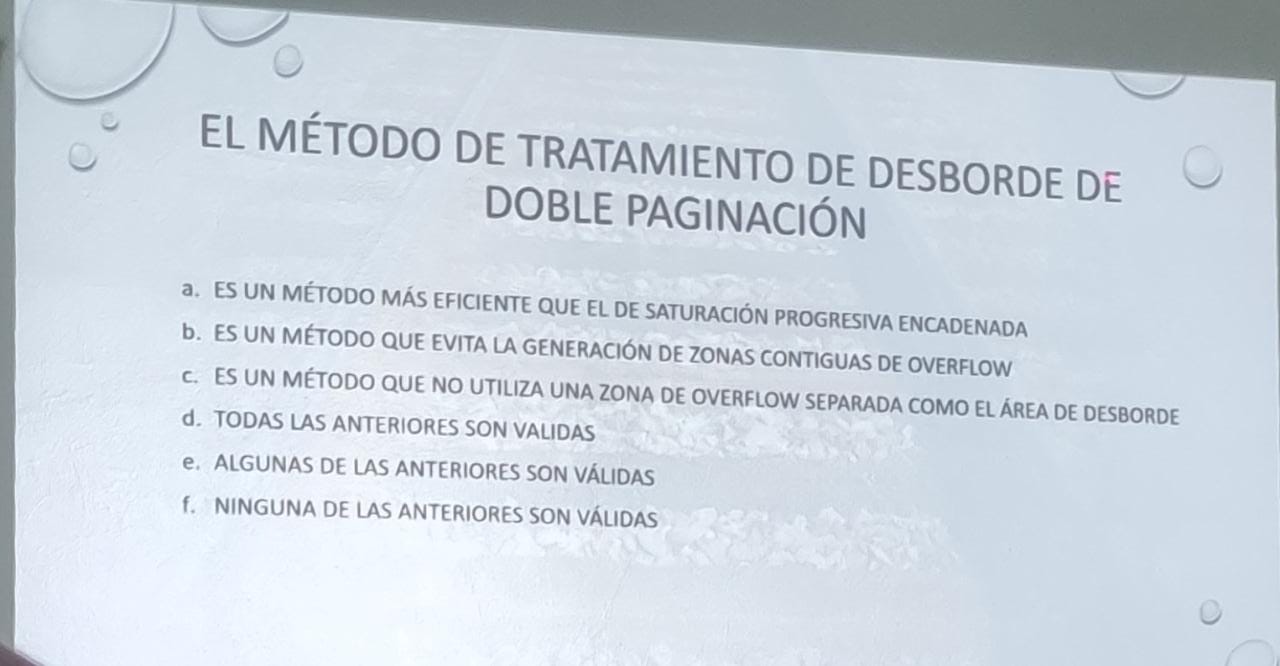 EL MÉTODO DE TRATAMIENTO DE DESBORDE DE
DOBLE PAGINACIÓN
a. ES UN MÉTODO MÁS EFICIENTE QUE EL DE SATURACIÓN PROGRESIVA ENCADENADA
b. ES UN MÉTODO QUE EVITA LA GENERACIÓN DE ZONAS CONTIGUAS DE OVERFLOW
c. ES UN MÉTODO QUE NO UTILIZA UNA ZONA DE OVERFLOW SEPARADA COMO EL ÁREA DE DESBORDE
d. TODAS LAS ANTERIORES SON VALIDAS
e. ALGUNAS DE LAS ANTERIORES SON VÁLIDAS
f. NINGUNA DE LAS ANTERIORES SON VÁLIDAS